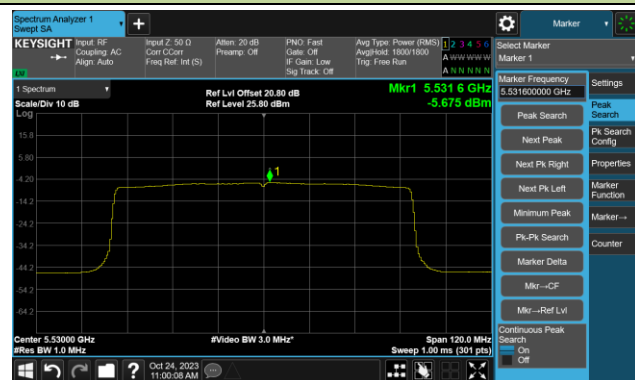 Spectrum Analyzer 1
Swept SA
+
Marker
KEYSIGHT
Input: RF
Coupling: AC
Align: Auto
Input Z: 50 Ω
Corr CCorr
Freq Ref: Int (S)
Atten: 20 dB
Preamp: Off
PNO: Fast
Gate: Off
IF Gain: Low
Sig Track: Off
Avg Type: Power (RMS)
Avg|Hold: 1800/1800
Trig: Free Run
1 2 3 4 5 6
A W W W W W
A N N N N N
Select Marker
Marker 1
1 Spectrum
Scale/Div 10 dB
Log
Ref Lvl Offset 20.80 dB
Ref Level 25.80 dBm
Mkr1 5.531 6 GHz
-5.675 dBm
15.8
5.80
-4.20
-14.2
-24.2
-34.2
-44.2
-54.2
-64.2
1
Center 5.53000 GHz
#Res BW 1.0 MHz
#Video BW 3.0 MHz*
Span 120.0 MHz
Sweep 1.00 ms (301 pts)
Marker Frequency
5.531600000 GHz
Peak Search
Next Peak
Next Pk Right
Next Pk Left
Minimum Peak
Pk-Pk Search
Marker Delta
Mkr→CF
Mkr→Ref Lvl
Continuous Peak
Search
On
Off
Settings
Peak
Search
Pk Search
Config
Properties
Marker
Function
Marker→
Counter
?
Oct 24, 2023
11:00:08 AM